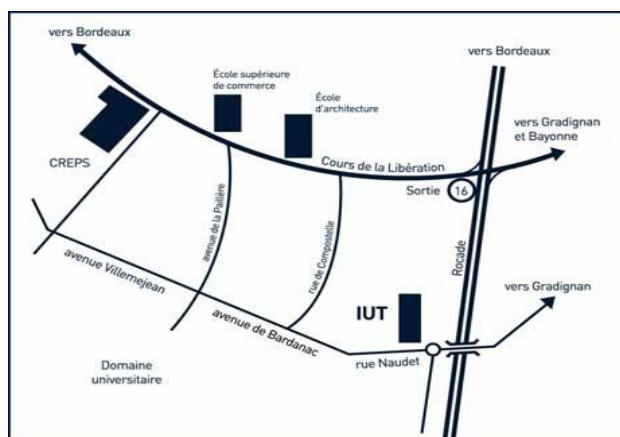 vers Bordeaux
vers Bordeaux
École supérieure
de commerce
École
d'architecture
vers Gradignan
et Bayonne
CREPS
Cours de la Libération
Sortie
16
avenue de la Paillère
rue de Compostelle
Rocade
avenue Villemejean
vers Gradignan
IUT
avenue de Bardanac
rue Naudet
Domaine
universitaire